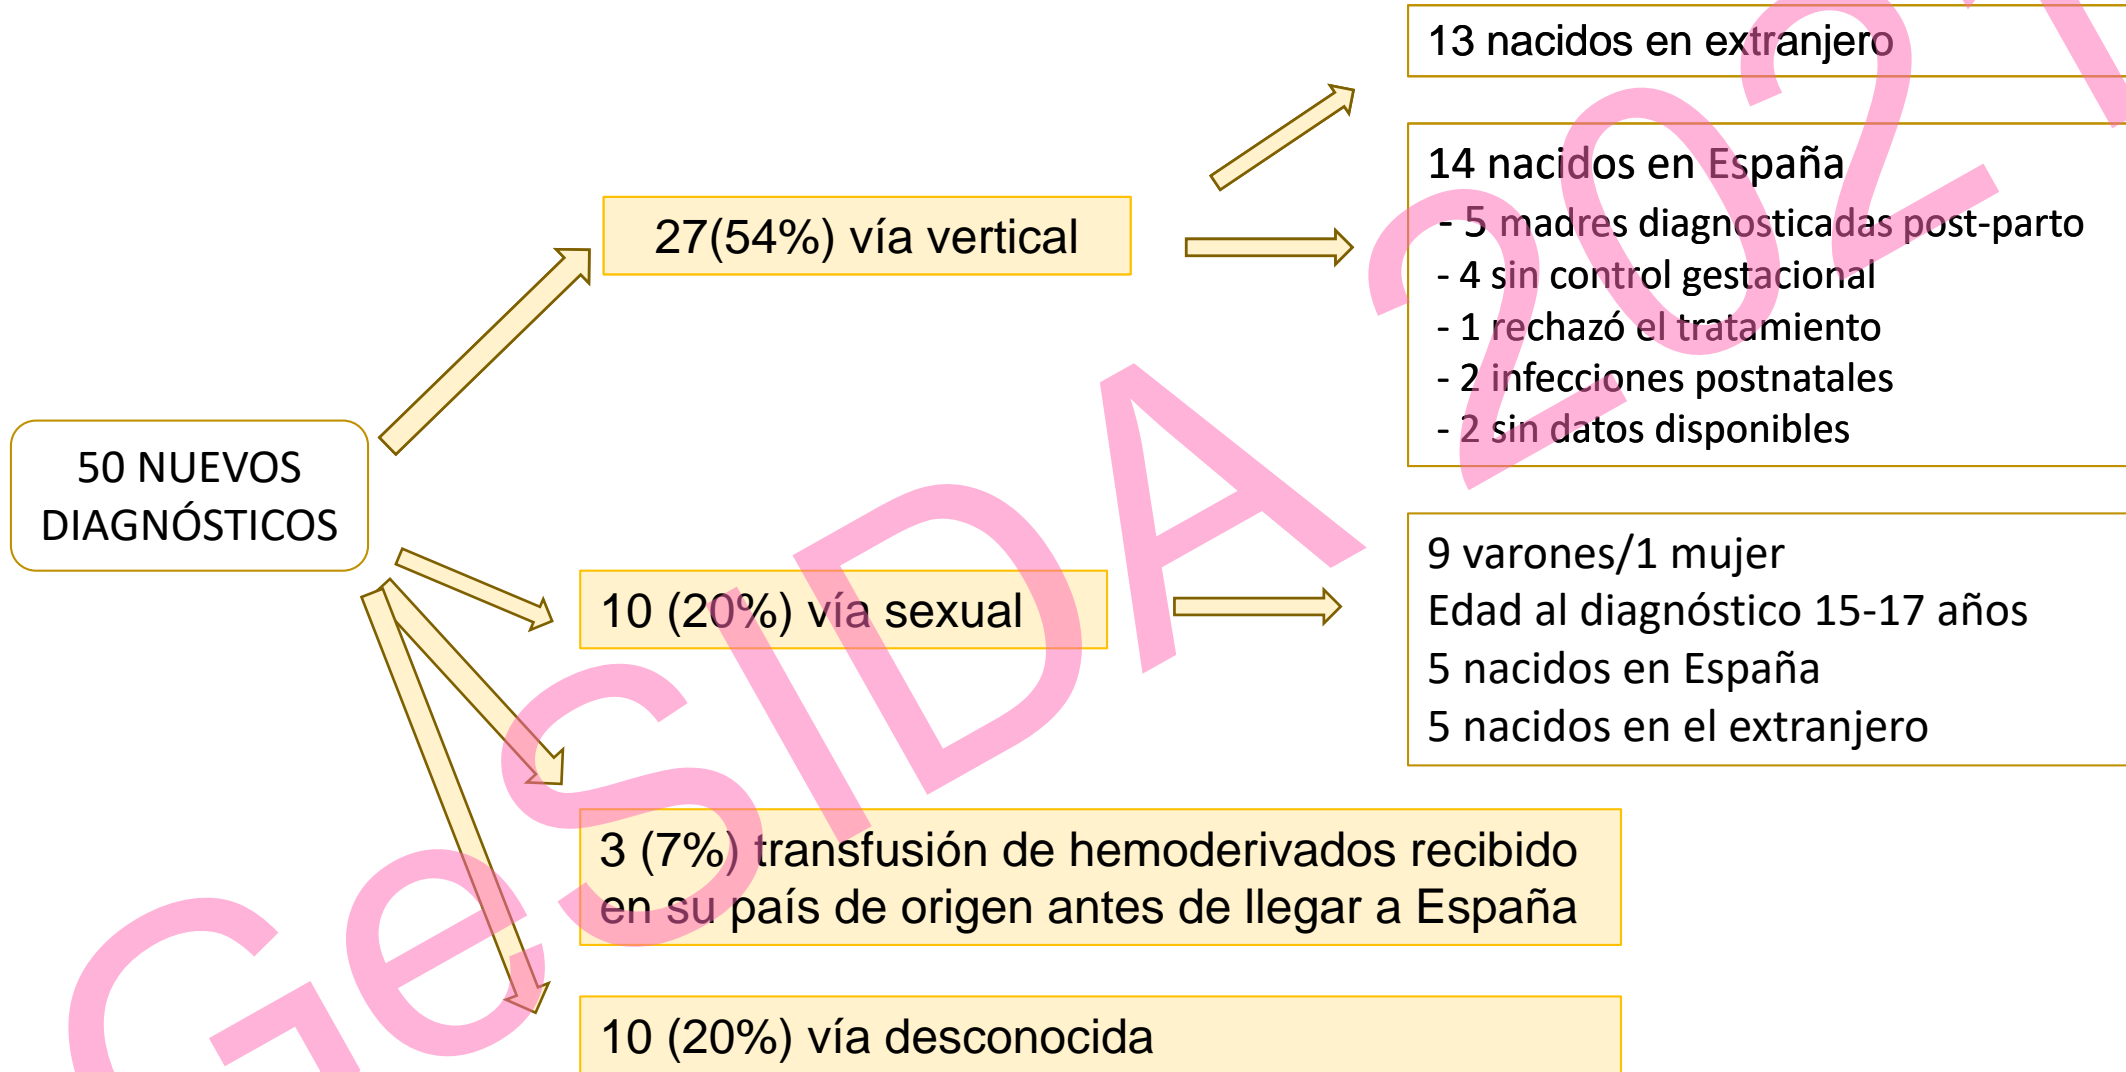 50 NUEVOS
DIAGNÓSTICOS
27(54%) vía vertical
13 nacidos en extranjero
14 nacidos en España
- 5 madres diagnosticadas post-parto
- 4 sin control gestacional
- 1 rechazó el tratamiento
- 2 infecciones postnatales
- 2 sin datos disponibles
10 (20%) vía sexual
9 varones/1 mujer
Edad al diagnóstico 15-17 años
5 nacidos en España
5 nacidos en el extranjero
3 (7%) transfusión de hemoderivados recibido
en su país de origen antes de llegar a España
10 (20%) vía desconocida
GeSIDA 2021